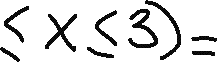 ≤ x ≤ 3) =